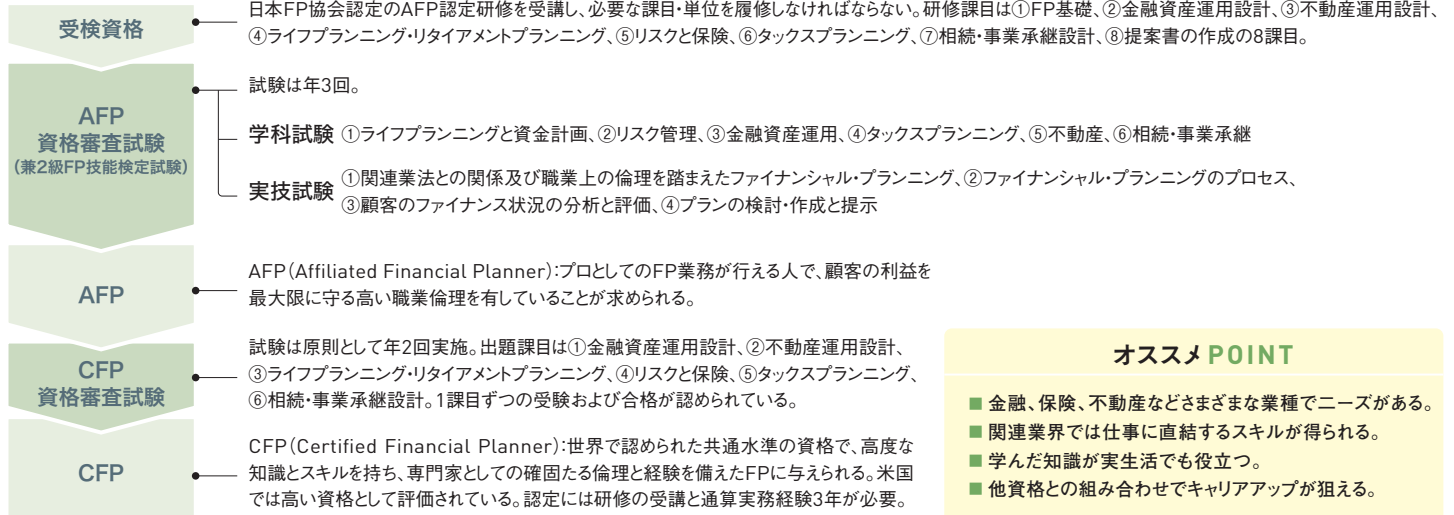 受検資格
日本FP協会認定のAFP認定研修を受講し、必要な課目・単位を履修しなければならない。研修課目は①FP基礎、②金融資産運用設計、③不動産運用設計、
④ライフプランニング・リタイアメントプランニング、⑤リスクと保険、⑥タックスプランニング、⑦相続・事業承継設計、⑧提案書の作成の8課目。
AFP
資格審査試験
(兼2級FP技能検定試験)
試験は年3回。
学科試験 ①ライフプランニングと資金計画、②リスク管理、③金融資産運用、④タックスプランニング、⑤不動産、⑥相続・事業承継
実技試験 ①関連業法との関係及び職業上の倫理を踏まえたファイナンシャル・プランニング、②ファイナンシャル・プランニングのプロセス、
③顧客のファイナンス状況の分析と評価、④プランの検討・作成と提示
AFP
AFP(Affiliated Financial Planner):プロとしてのFP業務が行える人で、顧客の利益を
最大限に守る高い職業倫理を有していることが求められる。
CFP
資格審査試験
試験は原則として年2回実施。出題課目は①金融資産運用設計、②不動産運用設計、
③ライフプランニング・リタイアメントプランニング、④リスクと保険、⑤タックスプランニング、
⑥相続・事業承継設計。1課目ずつの受験および合格が認められている。
CFP
CFP(Certified Financial Planner):世界で認められた共通水準の資格で、高度な
知識とスキルを持ち、専門家としての確固たる倫理と経験を備えたFPに与えられる。米国
では高い資格として評価されている。認定には研修の受講と通算実務経験3年が必要。
オススメPOINT
■ 金融、保険、不動産などさまざまな業種でニーズがある。
■ 関連業界では仕事に直結するスキルが得られる。
■ 学んだ知識が実生活でも役立つ。
■ 他資格との組み合わせでキャリアアップが狙える。